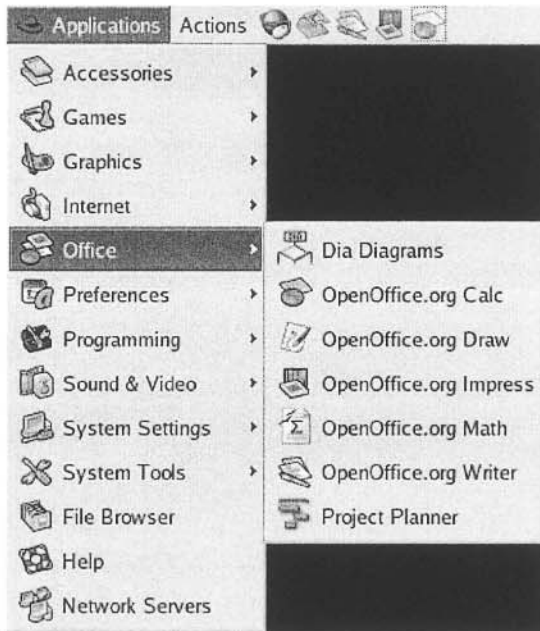 Applications Actions
Accessories
Games
Graphics
Internet
Office
Preferences
Programming
Sound & Video
System Settings
System Tools
File Browser
Help
Network Servers
Dia Diagrams
OpenOffice.org Calc
OpenOffice.org Draw
OpenOffice.org Impress
OpenOffice.org Math
OpenOffice.org Writer
Project Planner